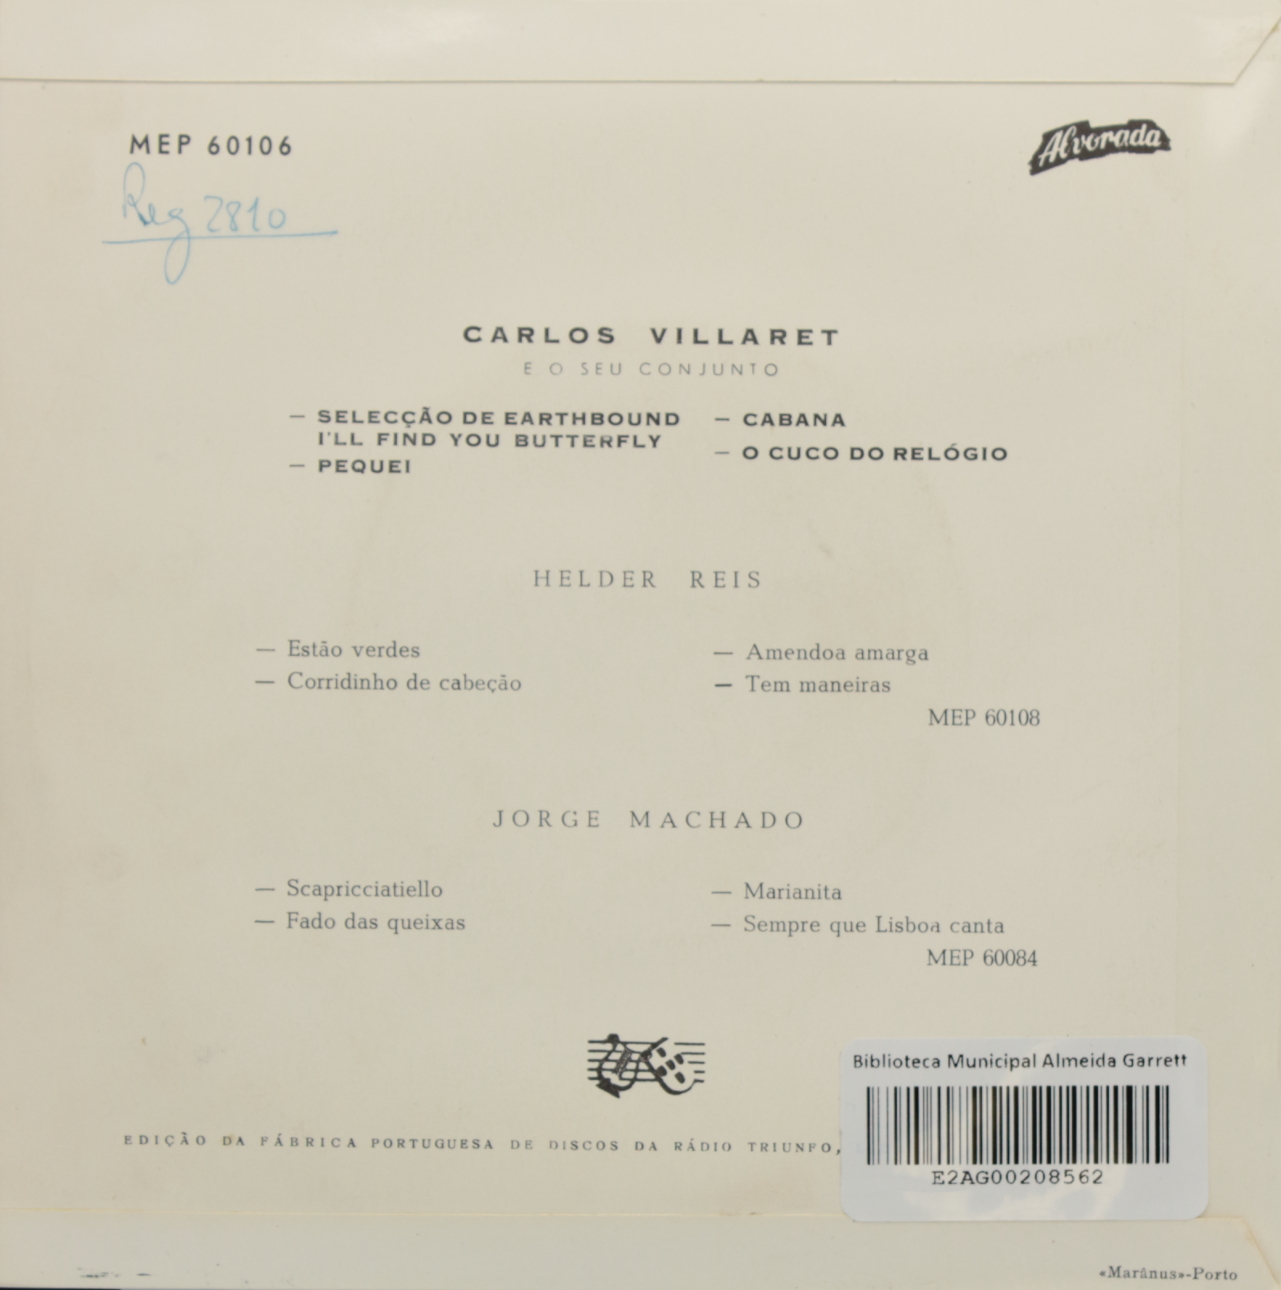 MEP 60106
Alvorada
Reg 2810
CARLOS VILLARET
E O SEU CONJUNTO
— SELECÇÃO DE EARTHBOUND
I'LL FIND YOU BUTTERFLY
— PEQUEI
— CABANA
— O CUCO DO RELÓGIO
HELDER REIS
— Estão verdes
— Corridinho de cabeção
— Amendoa amarga
— Tem maneiras
MEP 60108
JORGE MACHADO
— Scapricciatiello
— Fado das queixas
— Marianita
— Sempre que Lisboa canta
MEP 60084
EDIÇÃO DA FÁBRICA PORTUGUESA DE DISCOS DA RÁDIO TRIUNFO,
Biblioteca Municipal Almeida Garrett
E2AG00208562
«Marânus»-Porto